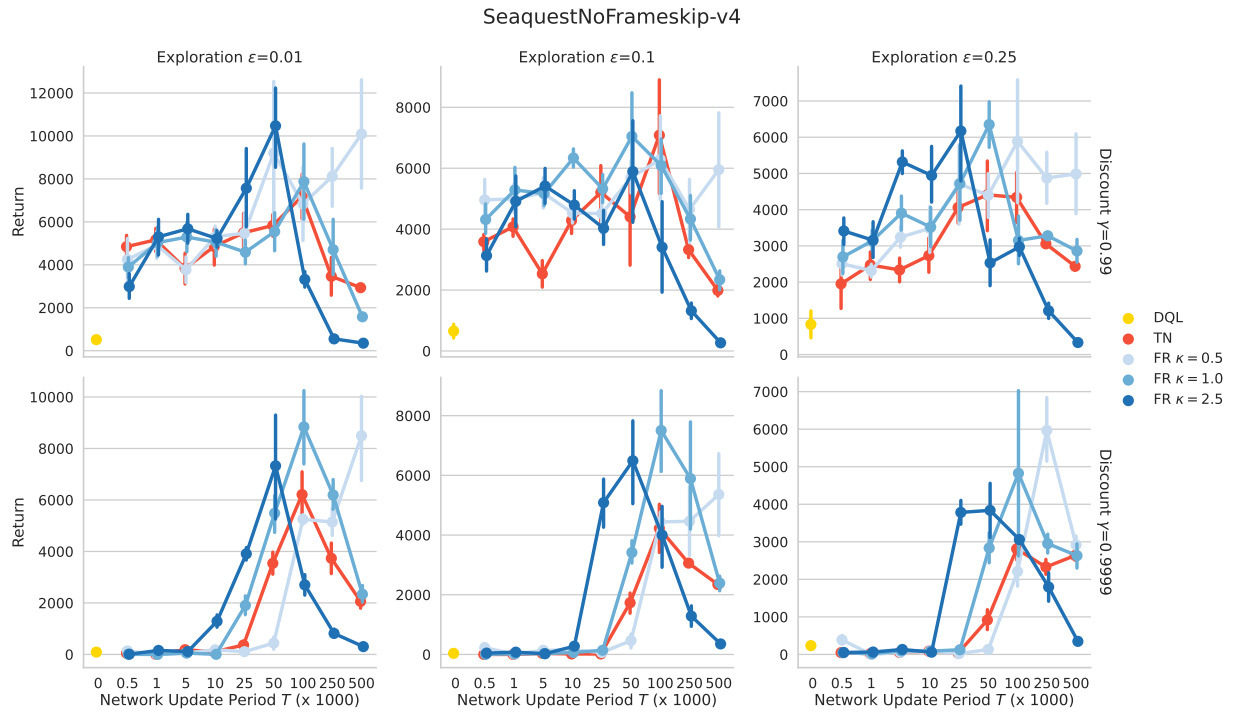 SeaquestNoFrameskip-v4
Exploration ε=0.01
Exploration ε=0.1
Exploration ε=0.25
12000
10000
8000
6000
4000
2000
0
Return
8000
6000
4000
2000
0
7000
6000
5000
4000
3000
2000
1000
0
Discount γ=0.99
DQL
TN
FR κ = 0.5
FR κ = 1.0
FR κ = 2.5
10000
8000
6000
4000
2000
0
Return
8000
6000
4000
2000
0
7000
6000
5000
4000
3000
2000
1000
0
Discount γ=0.9999
0 0.5 1 5 10 25 50 100 250 500
Network Update Period T (x 1000)
0 0.5 1 5 10 25 50 100 250 500
Network Update Period T (x 1000)
0 0.5 1 5 10 25 50 100 250 500
Network Update Period T (x 1000)